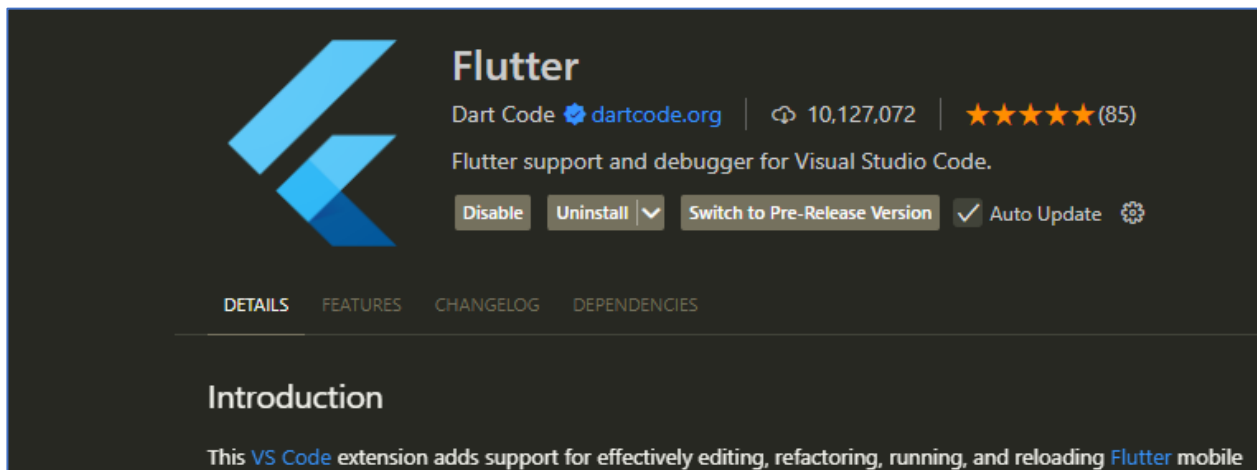 Flutter
Dart Code dartcode.org 10,127,072 (85)
Flutter support and debugger for Visual Studio Code.
Disable Uninstall Switch to Pre-Release Version Auto Update
DETAILS FEATURES CHANGELOG DEPENDENCIES
Introduction
This VS Code extension adds support for effectively editing, refactoring, running, and reloading Flutter mobile